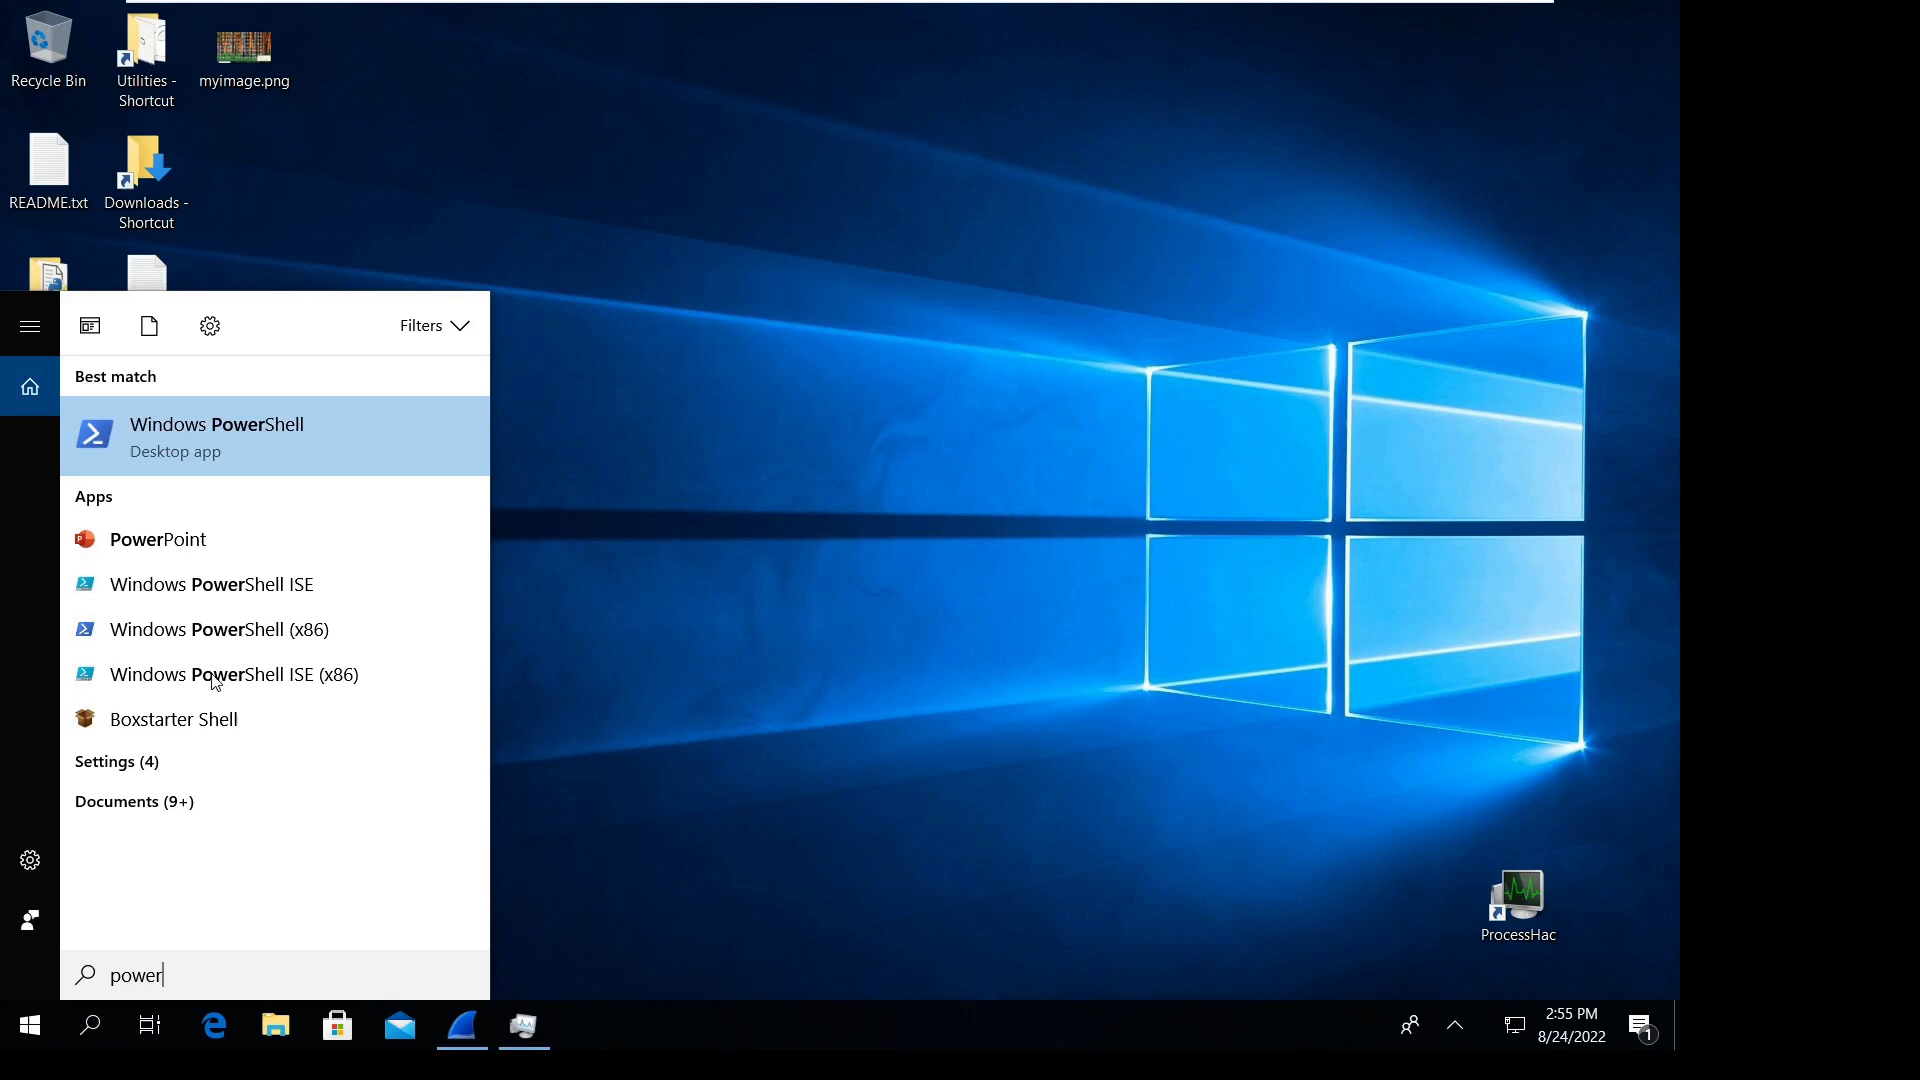 Recycle Bin
Utilities -
Shortcut
myimage.png
README.txt
Downloads -
Shortcut
Filters
Best match
Windows PowerShell
Desktop app
Apps
PowerPoint
Windows PowerShell ISE
Windows PowerShell (x86)
Windows PowerShell ISE (x86)
Boxstarter Shell
Settings (4)
Documents (9+)
power
ProcessHac
2:55 PM
8/24/2022
1